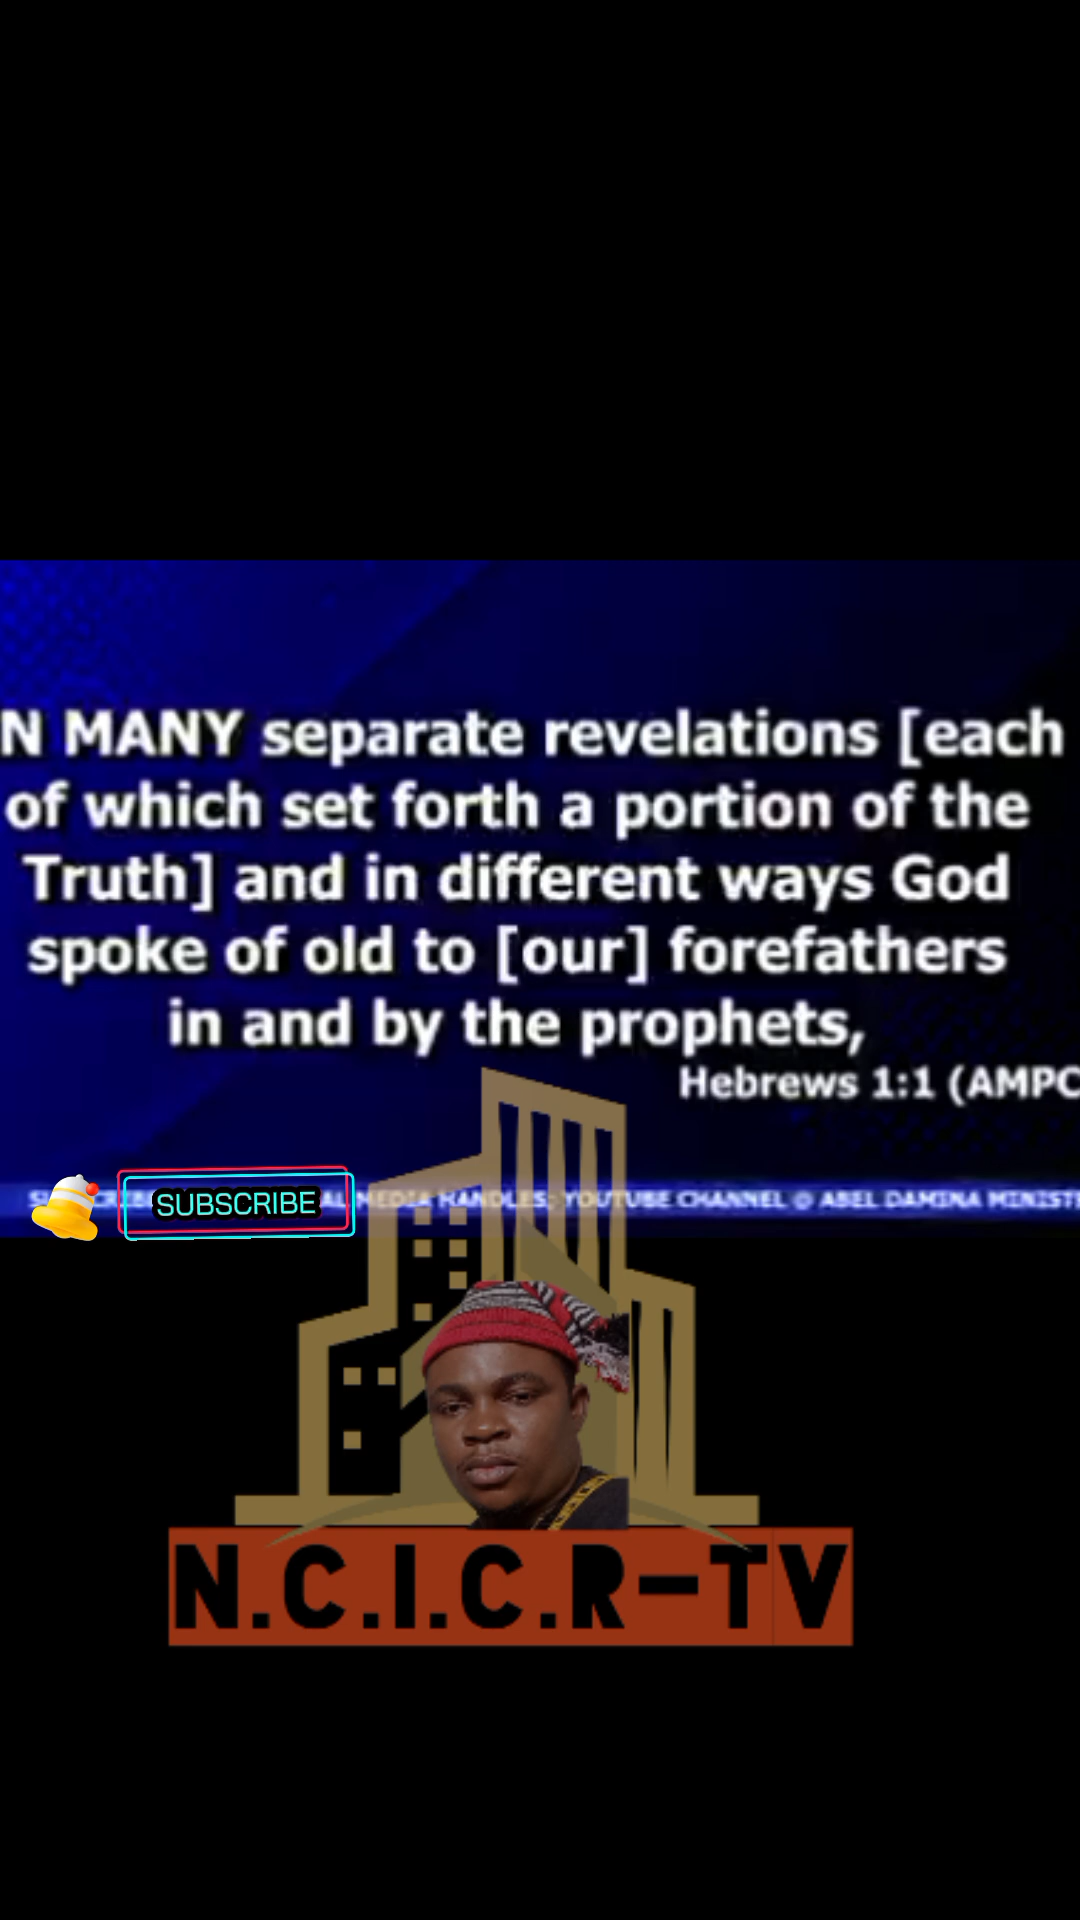 N MANY separate revelations [each
of which set forth a portion of the
Truth] and in different ways God
spoke of old to [our] forefathers
in and by the prophets,
Hebrews 1:1 (AMPC
SUBSCRIBE
AL MEDIA HANDLES; YOUTUBE CHANNEL @ ABEL DAMINA MINIST
N.C.I.C.R-TV